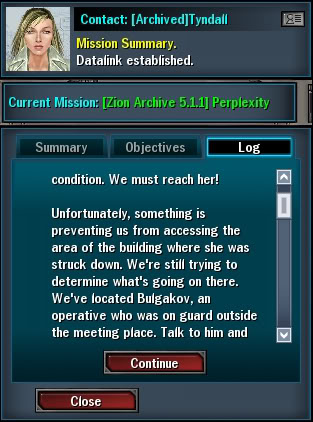 Contact: [Archived]Tyndall
Mission Summary.
Datalink established.
Current Mission: [Zion Archive 5.1.1] Perplexity
Summary
Objectives
Log
condition. We must reach her!
Unfortunately, something is
preventing us from accessing the
area of the building where she was
struck down. We're still trying to
determine what's going on there.
We've located Bulgakov, an
operative who was on guard outside
the meeting place. Talk to him and
Continue
Close